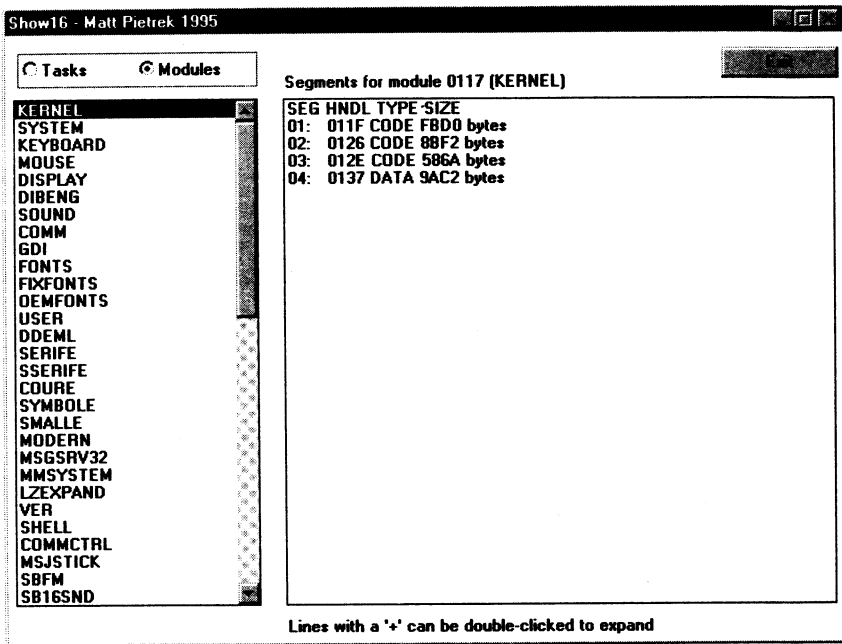 Show16 - Matt Pietrek 1995
Tasks
Modules
Exit
Segments for module 0117 (KERNEL)
KERNEL
SYSTEM
KEYBOARD
MOUSE
DISPLAY
DIBENG
SOUND
COMM
GDI
FONTS
FIXFONTS
OEMFONTS
USER
DDEML
SERIFE
SSERIFE
COURE
SYMBOLE
SMALLE
MODERN
MSGSRV32
MMSYSTEM
LZEXPAND
VER
SHELL
COMMCTRL
MSJSTICK
SBFM
SB16SND
SEG HNDL TYPE SIZE
01: 011F CODE FBD0 bytes
02: 0126 CODE 8BF2 bytes
03: 012E CODE 586A bytes
04: 0137 DATA 9AC2 bytes
Lines with a '+' can be double-clicked to expand